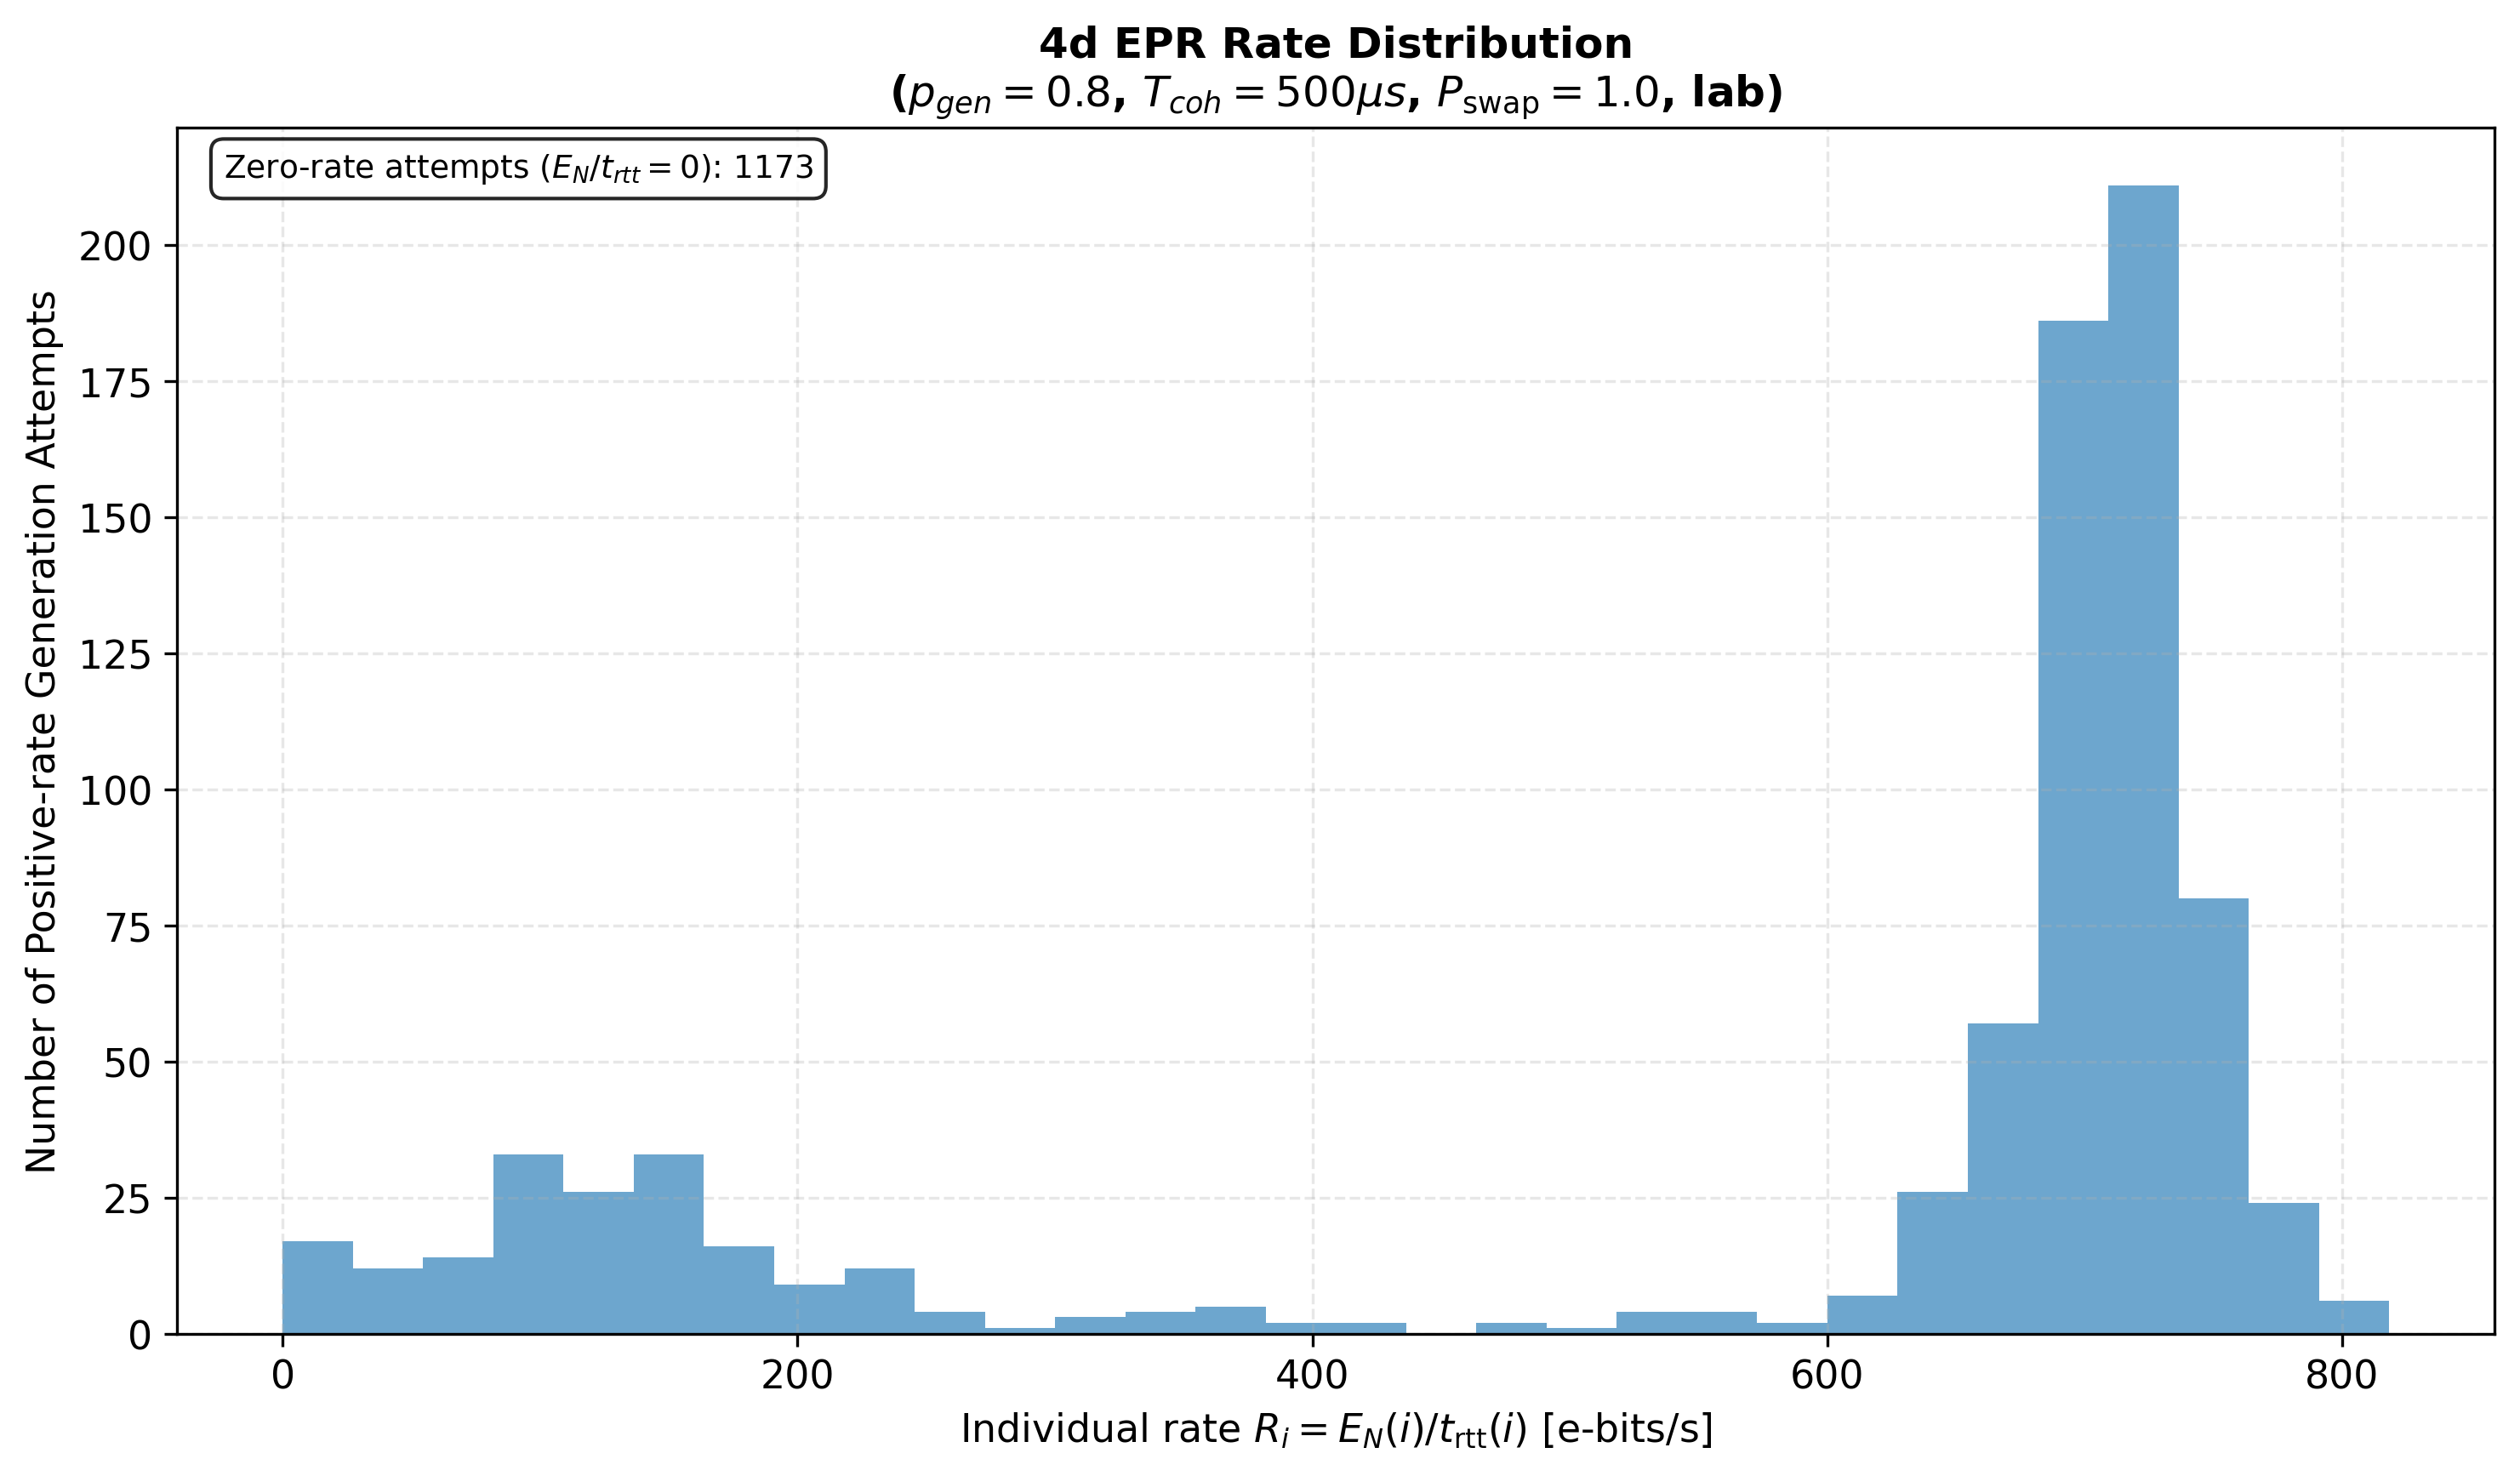 4d EPR Rate Distribution
(p_gen = 0.8, T_coh = 500μs, P_swap = 1.0, lab)
Zero-rate attempts (E_N/t_rtt = 0): 1173
Number of Positive-rate Generation Attempts
200
175
150
125
100
75
50
25
0
0 200 400 600 800
Individual rate R_i = E_N(i)/t_rtt(i) [e-bits/s]